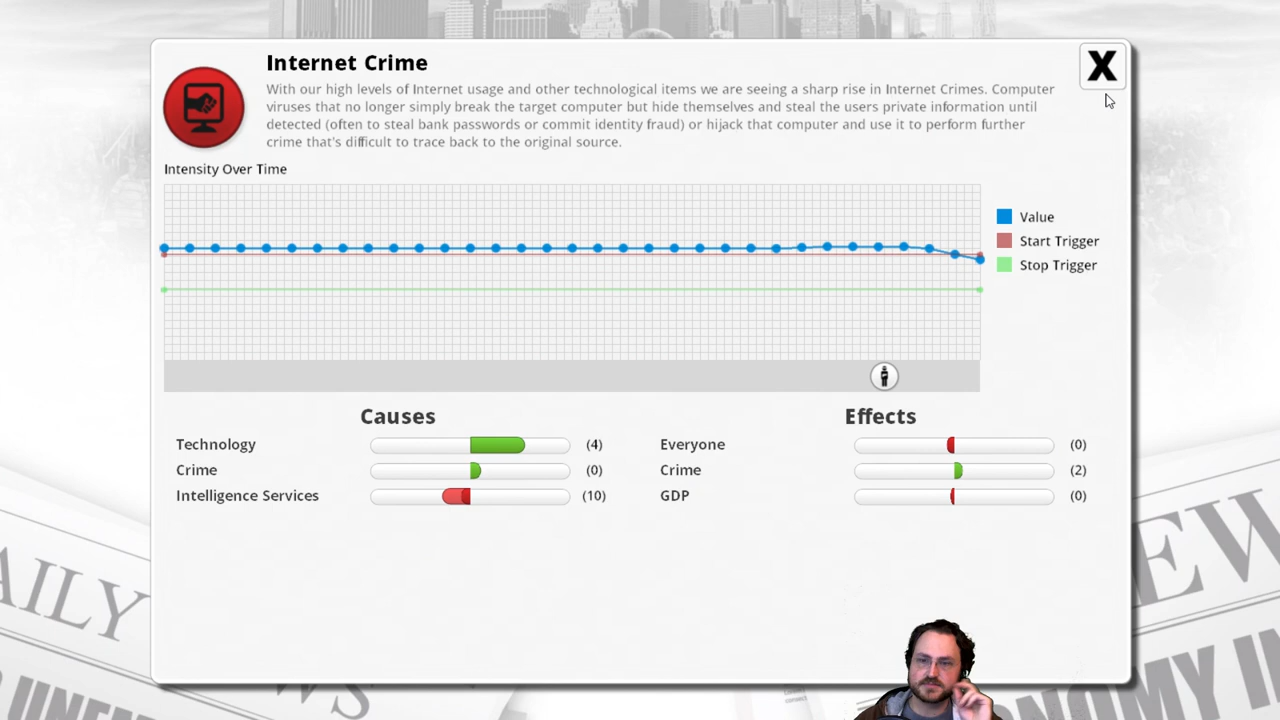 Internet Crime
X
With our high levels of Internet usage and other technological items we are seeing a sharp rise in Internet Crimes. Computer
viruses that no longer simply break the target computer but hide themselves and steal the users private information until
detected (often to steal bank passwords or commit identity fraud) or hijack that computer and use it to perform further
crime that's difficult to trace back to the original source.
Intensity Over Time
Value
Start Trigger
Stop Trigger
Causes
Effects
Technology (4) Everyone (0)
Crime (0) Crime (2)
Intelligence Services (10) GDP (0)
AILY
WS
EW